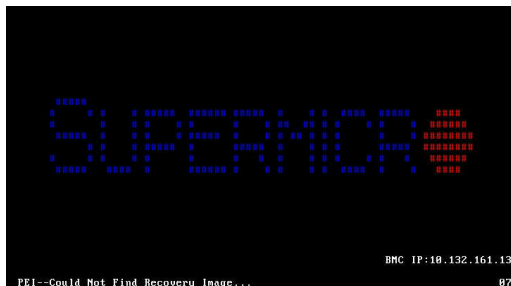 SUPERMICRO
BMC IP:10.132.161.13
PEI--Could Not Find Recovery Image...
07